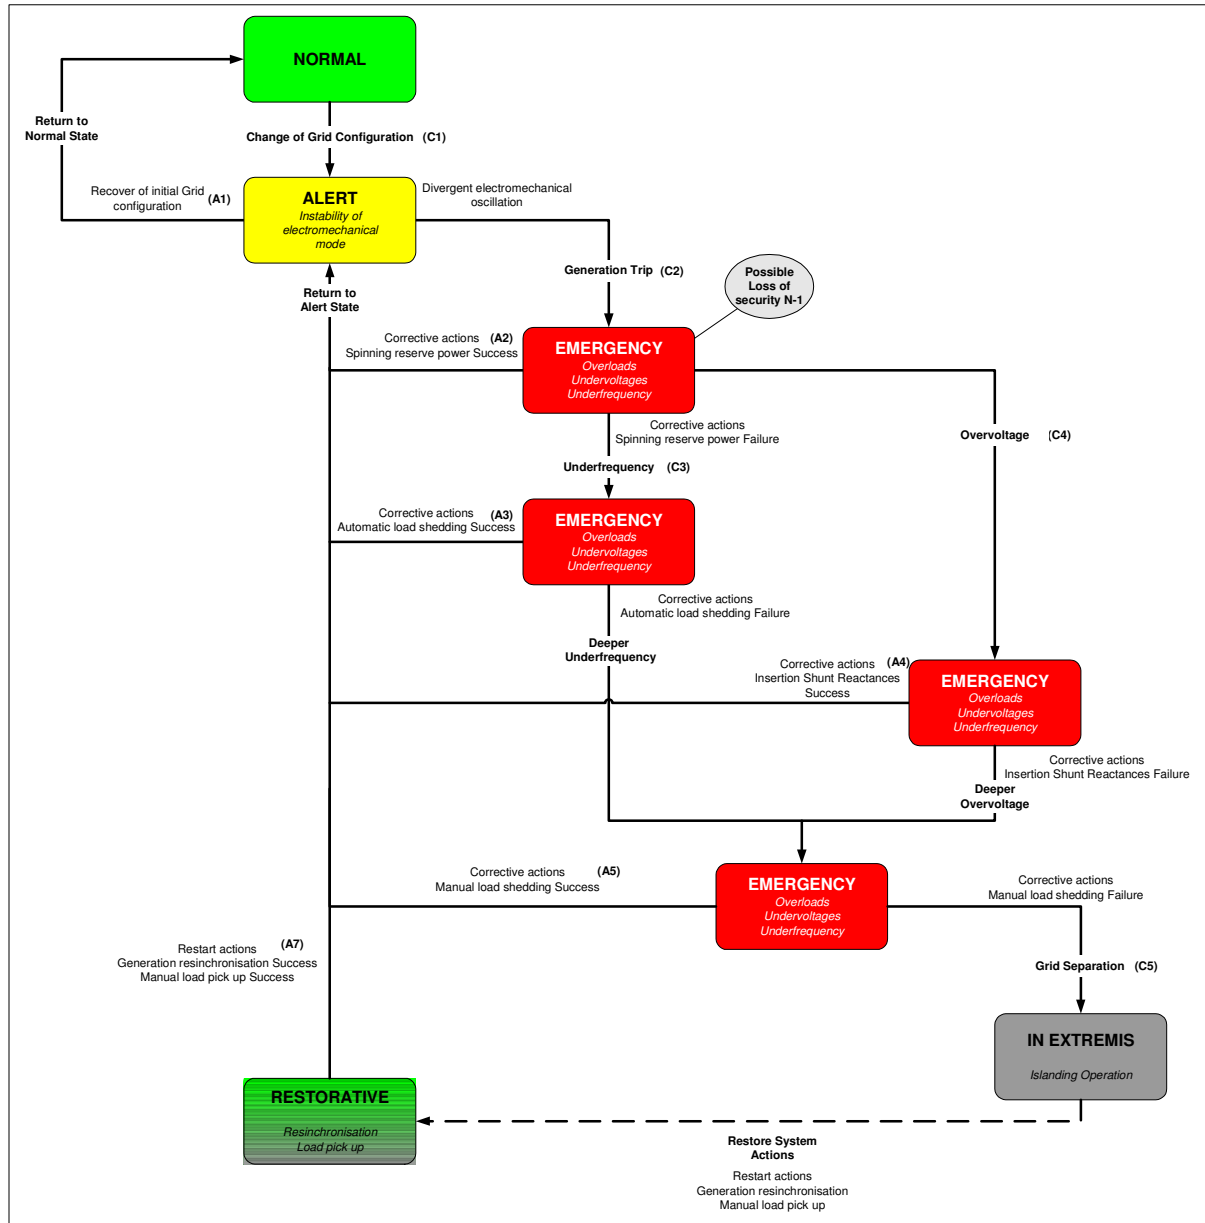 NORMAL
Return to
Normal State
Change of Grid Configuration (C1)
Recover of initial Grid
configuration
(A1)
ALERT
Instability of
electromechanical
mode
Divergent electromechanical
oscillation
Generation Trip (C2)
Possible
Loss of
security N-1
Return to
Alert State
Corrective actions (A2)
Spinning reserve power Success
EMERGENCY
Overloads
Undervoltages
Underfrequency
Corrective actions
Spinning reserve power Failure
Overvoltage (C4)
Underfrequency (C3)
Corrective actions (A3)
Automatic load shedding Success
EMERGENCY
Overloads
Undervoltages
Underfrequency
Corrective actions
Automatic load shedding Failure
Deeper
Underfrequency
Corrective actions (A4)
Insertion Shunt Reactances
Success
EMERGENCY
Overloads
Undervoltages
Underfrequency
Corrective actions
Insertion Shunt Reactances Failure
Deeper
Overvoltage
Corrective actions (A5)
Manual load shedding Success
EMERGENCY
Overloads
Undervoltages
Underfrequency
Corrective actions
Manual load shedding Failure
Restart actions (A7)
Generation resinchronisation Success
Manual load pick up Success
Grid Separation (C5)
IN EXTREMIS
Islanding Operation
RESTORATIVE
Resinchronisation
Load pick up
Restore System
Actions
Restart actions
Generation resinchronisation
Manual load pick up